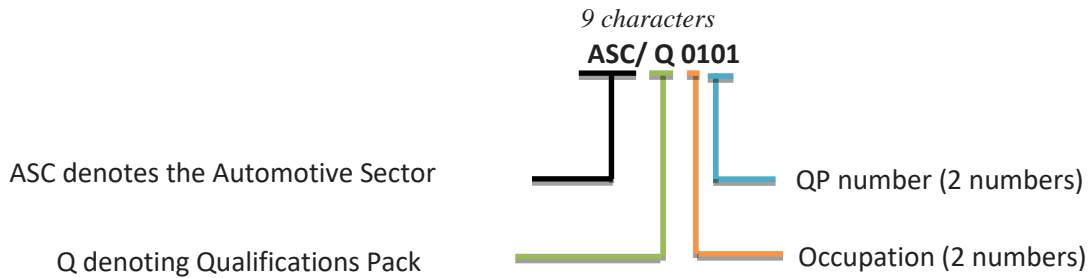 9 characters
ASC/ Q 0101
ASC denotes the Automotive Sector
QP number (2 numbers)
Q denoting Qualifications Pack
Occupation (2 numbers)